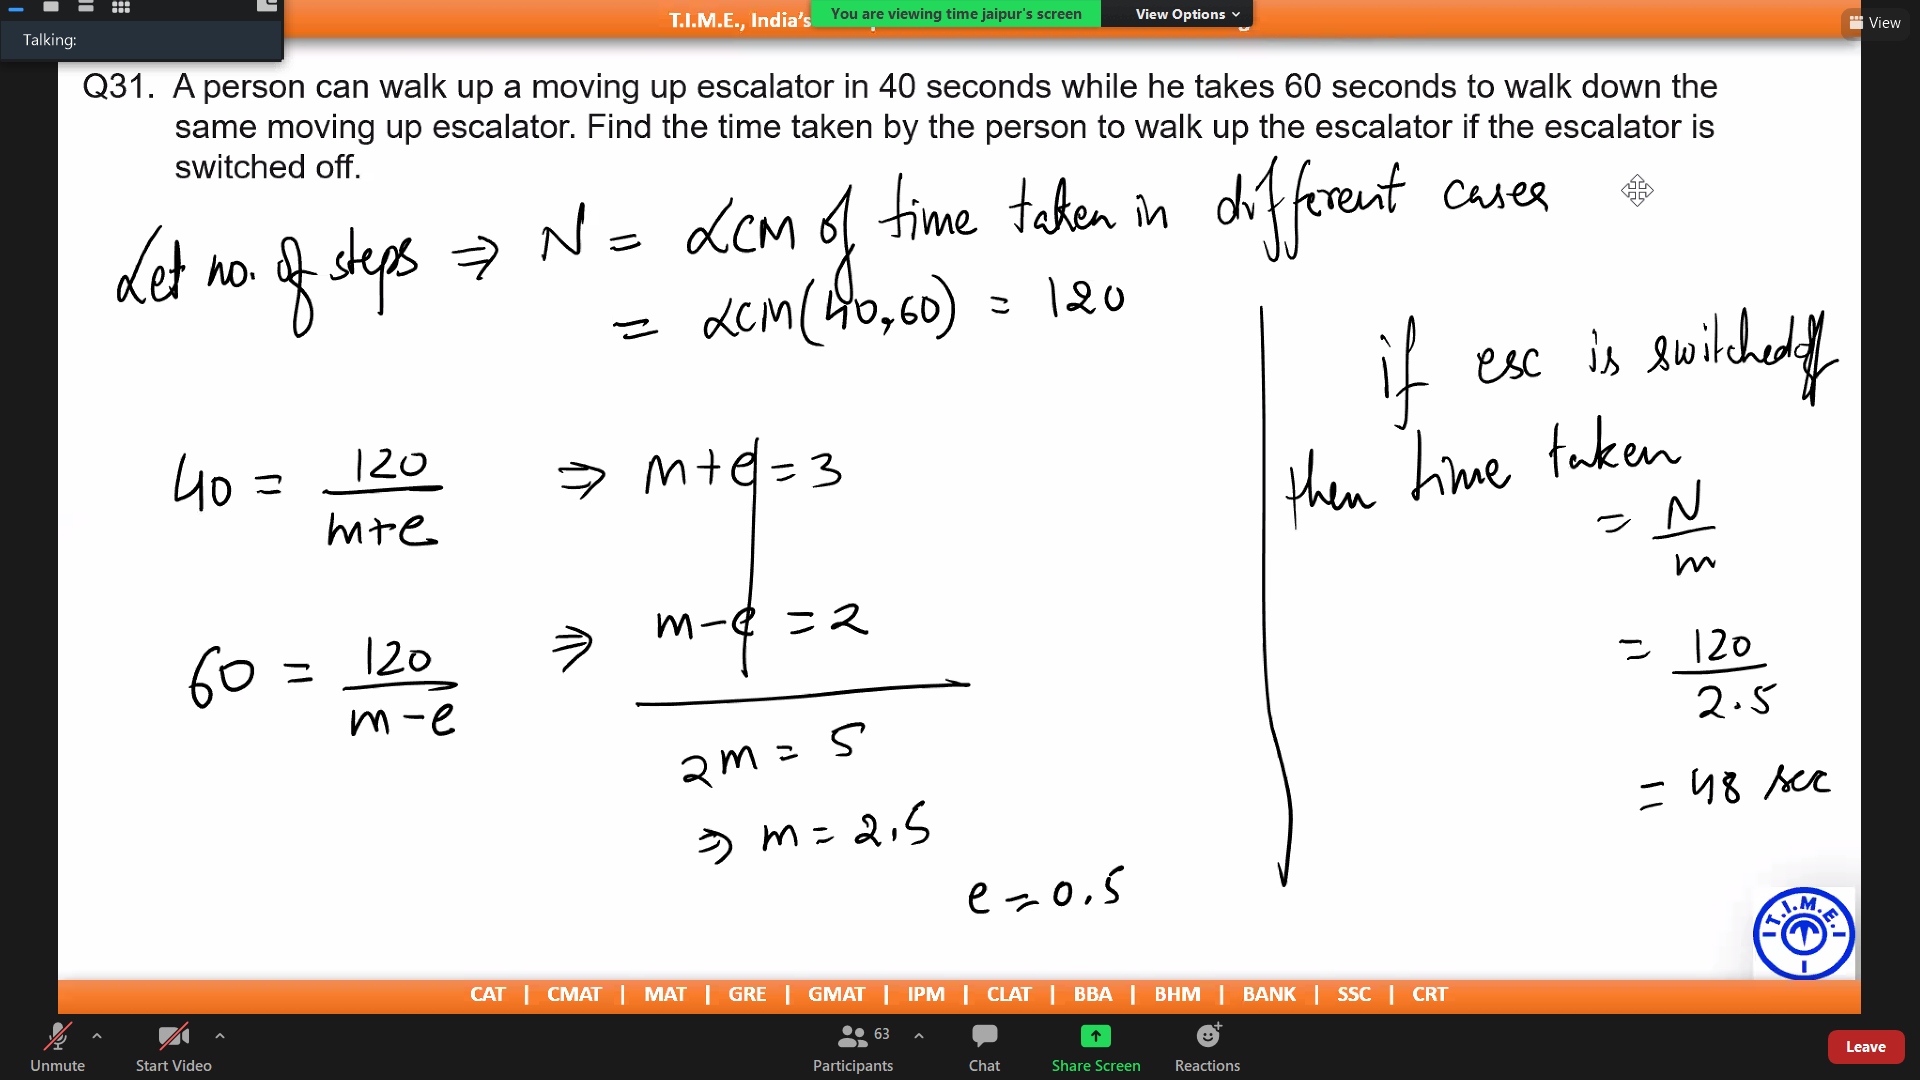 T.I.M.E., India's
You are viewing time jaipur's screen
View Options
View
Talking:
Q31. A person can walk up a moving up escalator in 40 seconds while he takes 60 seconds to walk down the
same moving up escalator. Find the time taken by the person to walk up the escalator if the escalator is
switched off.
Let no. of steps ⇒ N = LCM of time taken in different cases
= LCM(40,60) = 120
40 = 120/(m+e) ⇒ m+e = 3
60 = 120/(m-e) ⇒ m-e = 2
2m = 5
⇒ m = 2.5
e = 0.5
if esc is switched off
then time taken
= N/m
= 120/2.5
= 48 sec
T.I.M.E.
CAT | CMAT | MAT | GRE | GMAT | IPM | CLAT | BBA | BHM | BANK | SSC | CRT
Unmute
Start Video
63
Participants
Chat
Share Screen
Reactions
Leave